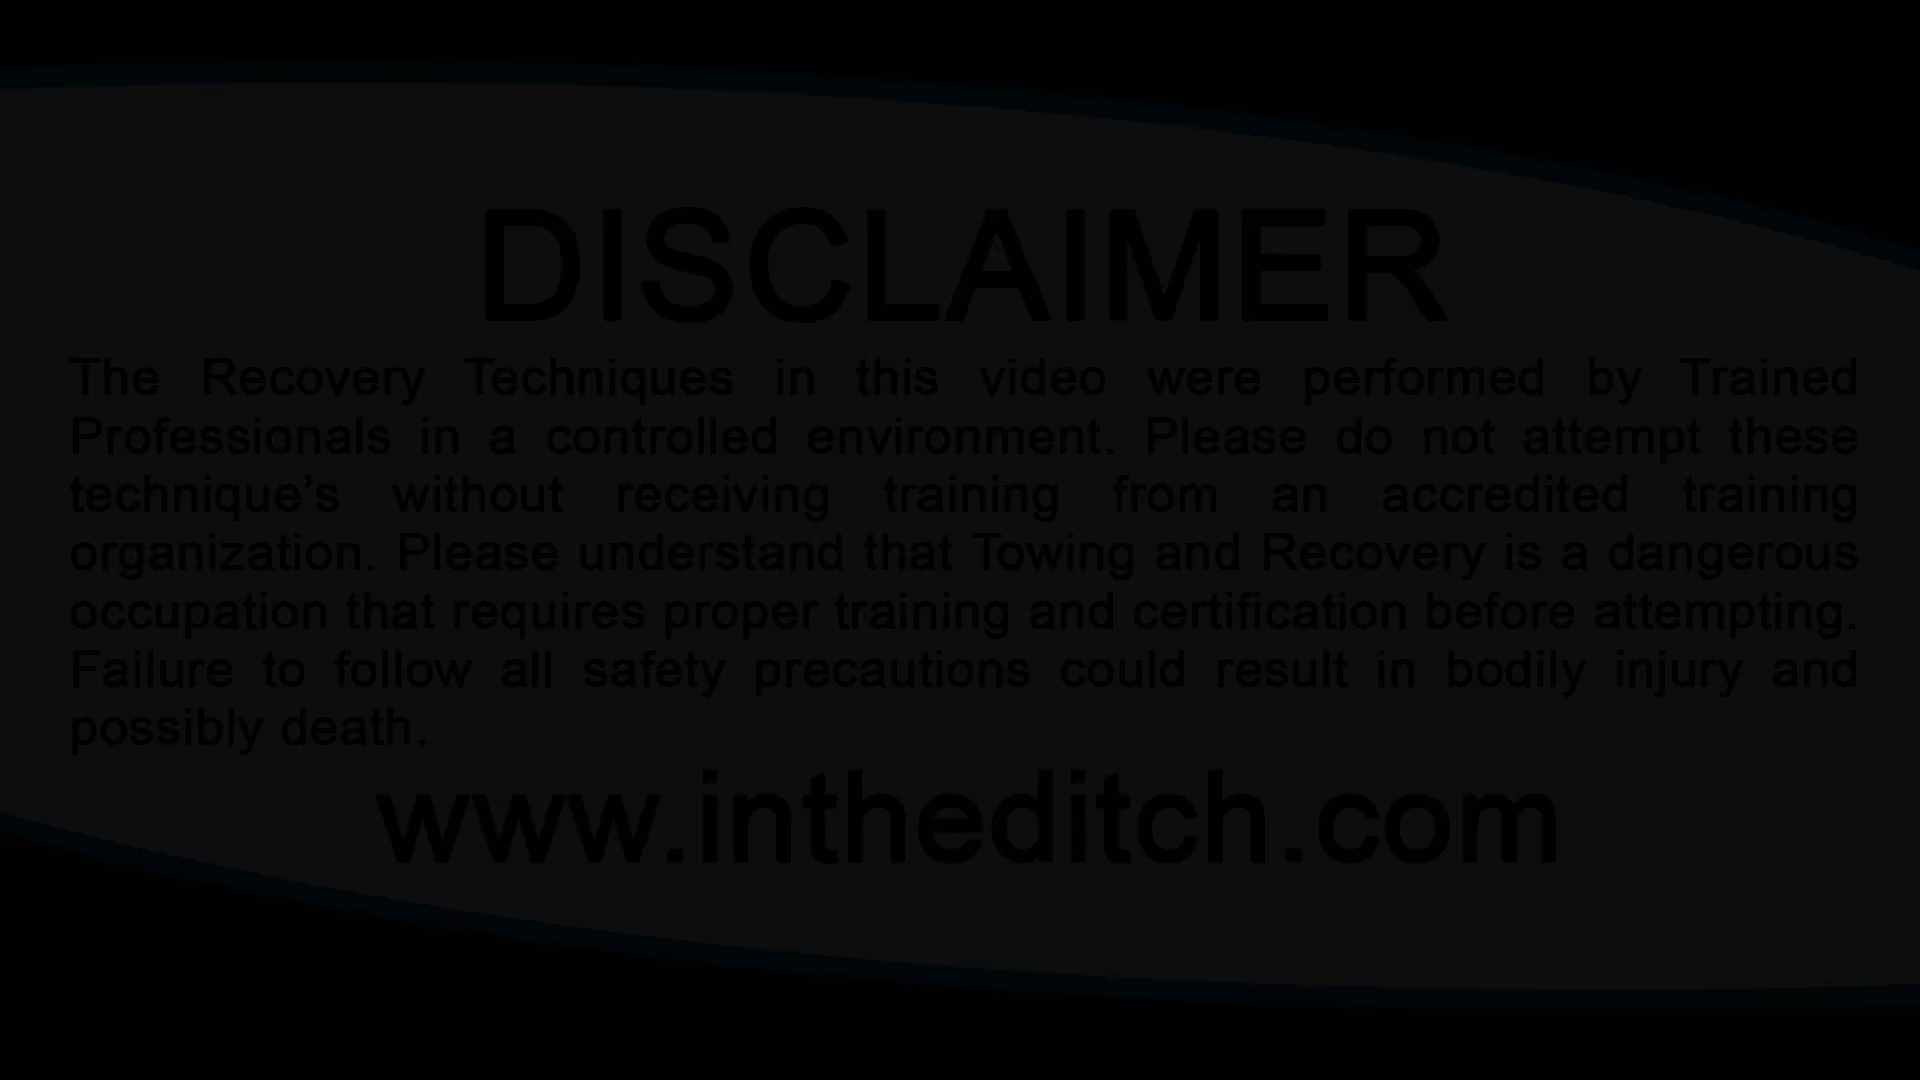 DISCLAIMER
The Recovery Techniques in this video were performed by Trained
Professionals in a controlled environment. Please do not attempt these
technique’s without receiving training from an accredited training
organization. Please understand that Towing and Recovery is a dangerous
occupation that requires proper training and certification before attempting.
Failure to follow all safety precautions could result in bodily injury and
possibly death.
www.intheditch.com